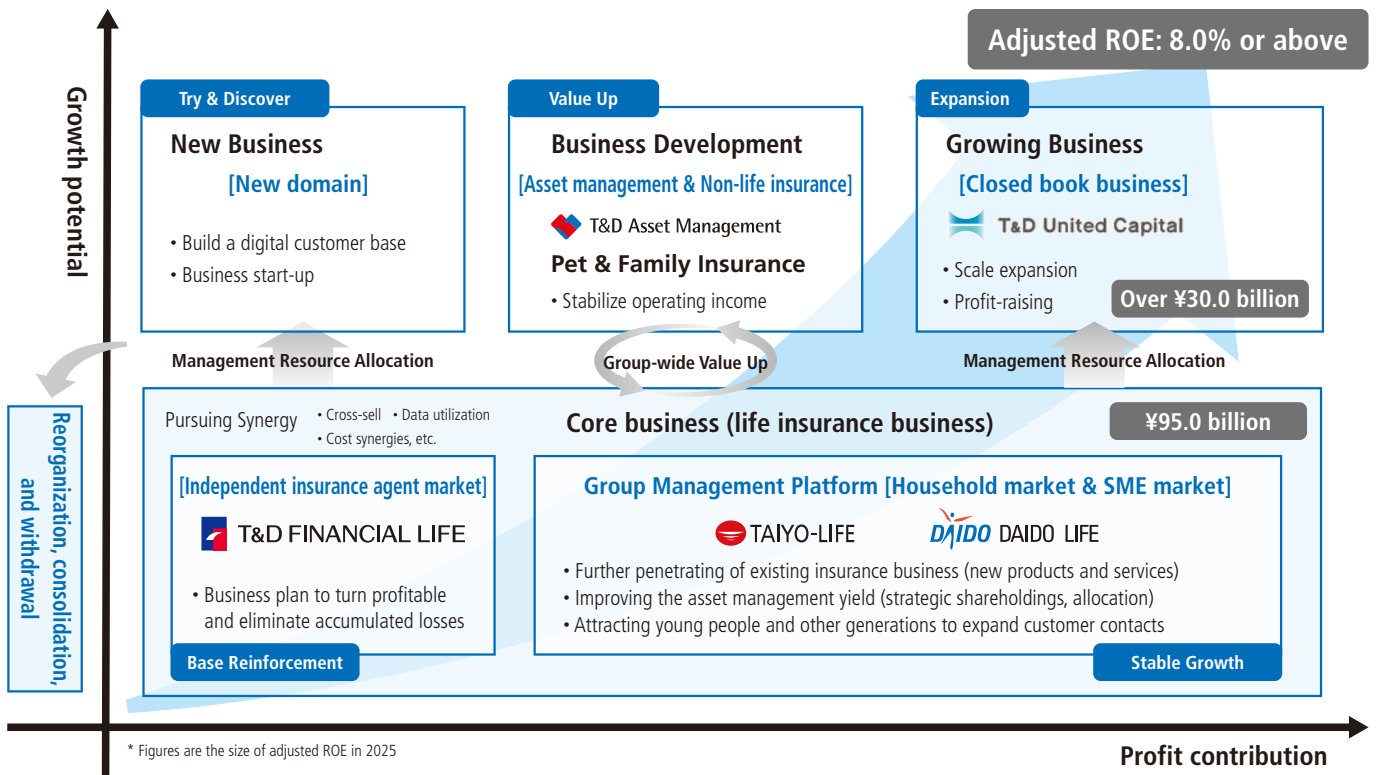 Adjusted ROE: 8.0% or above
Growth potential
Try & Discover
New Business
[New domain]
• Build a digital customer base
• Business start-up
Value Up
Business Development
[Asset management & Non-life insurance]
T&D Asset Management
Pet & Family Insurance
• Stabilize operating income
Expansion
Growing Business
[Closed book business]
T&D United Capital
• Scale expansion
• Profit-raising
Over ¥30.0 billion
Management Resource Allocation
Group-wide Value Up
Management Resource Allocation
Reorganization, consolidation,
and withdrawal
Pursuing Synergy
• Cross-sell • Data utilization
• Cost synergies, etc.
Core business (life insurance business)
¥95.0 billion
[Independent insurance agent market]
T&D FINANCIAL LIFE
• Business plan to turn profitable
and eliminate accumulated losses
Base Reinforcement
Group Management Platform [Household market & SME market]
TAIYO-LIFE
DAIDO DAIDO LIFE
• Further penetrating of existing insurance business (new products and services)
• Improving the asset management yield (strategic shareholdings, allocation)
• Attracting young people and other generations to expand customer contacts
Stable Growth
* Figures are the size of adjusted ROE in 2025
Profit contribution